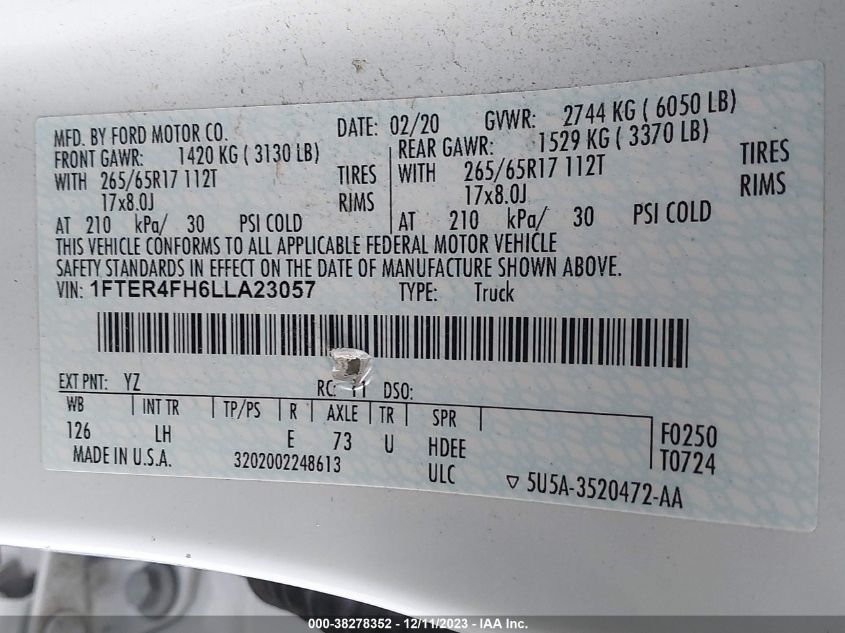 MFD. BY FORD MOTOR CO. DATE: 02/20 GVWR: 2744 KG ( 6050 LB)
FRONT GAWR: 1420 KG ( 3130 LB) REAR GAWR: 1529 KG ( 3370 LB)
WITH 265/65R17 112T TIRES WITH 265/65R17 112T TIRES
17x8.0J RIMS 17x8.0J RIMS
AT 210 kPa/ 30 PSI COLD AT 210 kPa/ 30 PSI COLD
THIS VEHICLE CONFORMS TO ALL APPLICABLE FEDERAL MOTOR VEHICLE
SAFETY STANDARDS IN EFFECT ON THE DATE OF MANUFACTURE SHOWN ABOVE.
VIN: 1FTER4FH6LLA23057 TYPE: Truck
EXT PNT: YZ RC: 11 DSO:
WB INT TR TP/PS R AXLE TR SPR
126 LH E 73 U HDEE F0250
MADE IN U.S.A. 3202002248613 ULC T0724
▽ 5U5A-3520472-AA
000-38278352 - 12/11/2023 - IAA Inc.